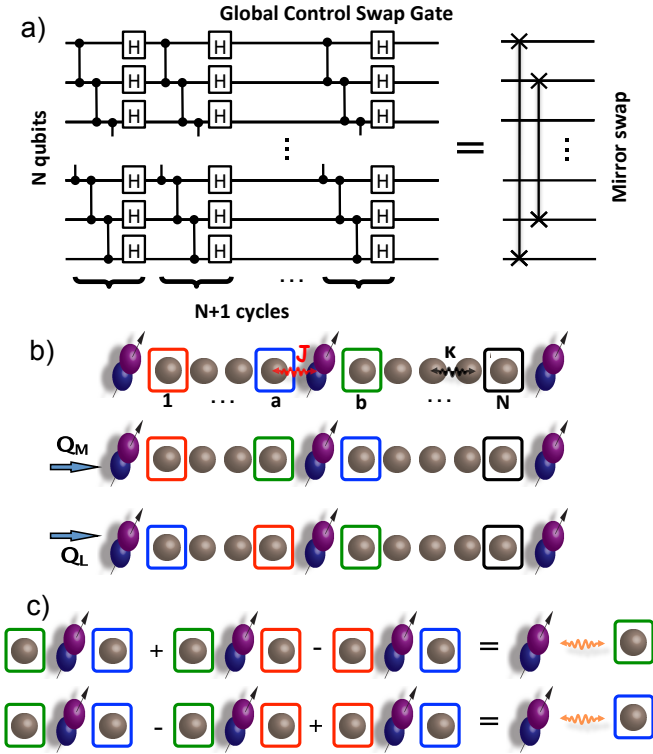 Global Control Swap Gate
a)
N qubits
H H H
H H H
H H H
...
=
Mirror swap
H H H
H H H
H H H
...
N+1 cycles
b)
J
K
1 ... a b ... N
Q_M
Q_L
c)
+ - =
- + =